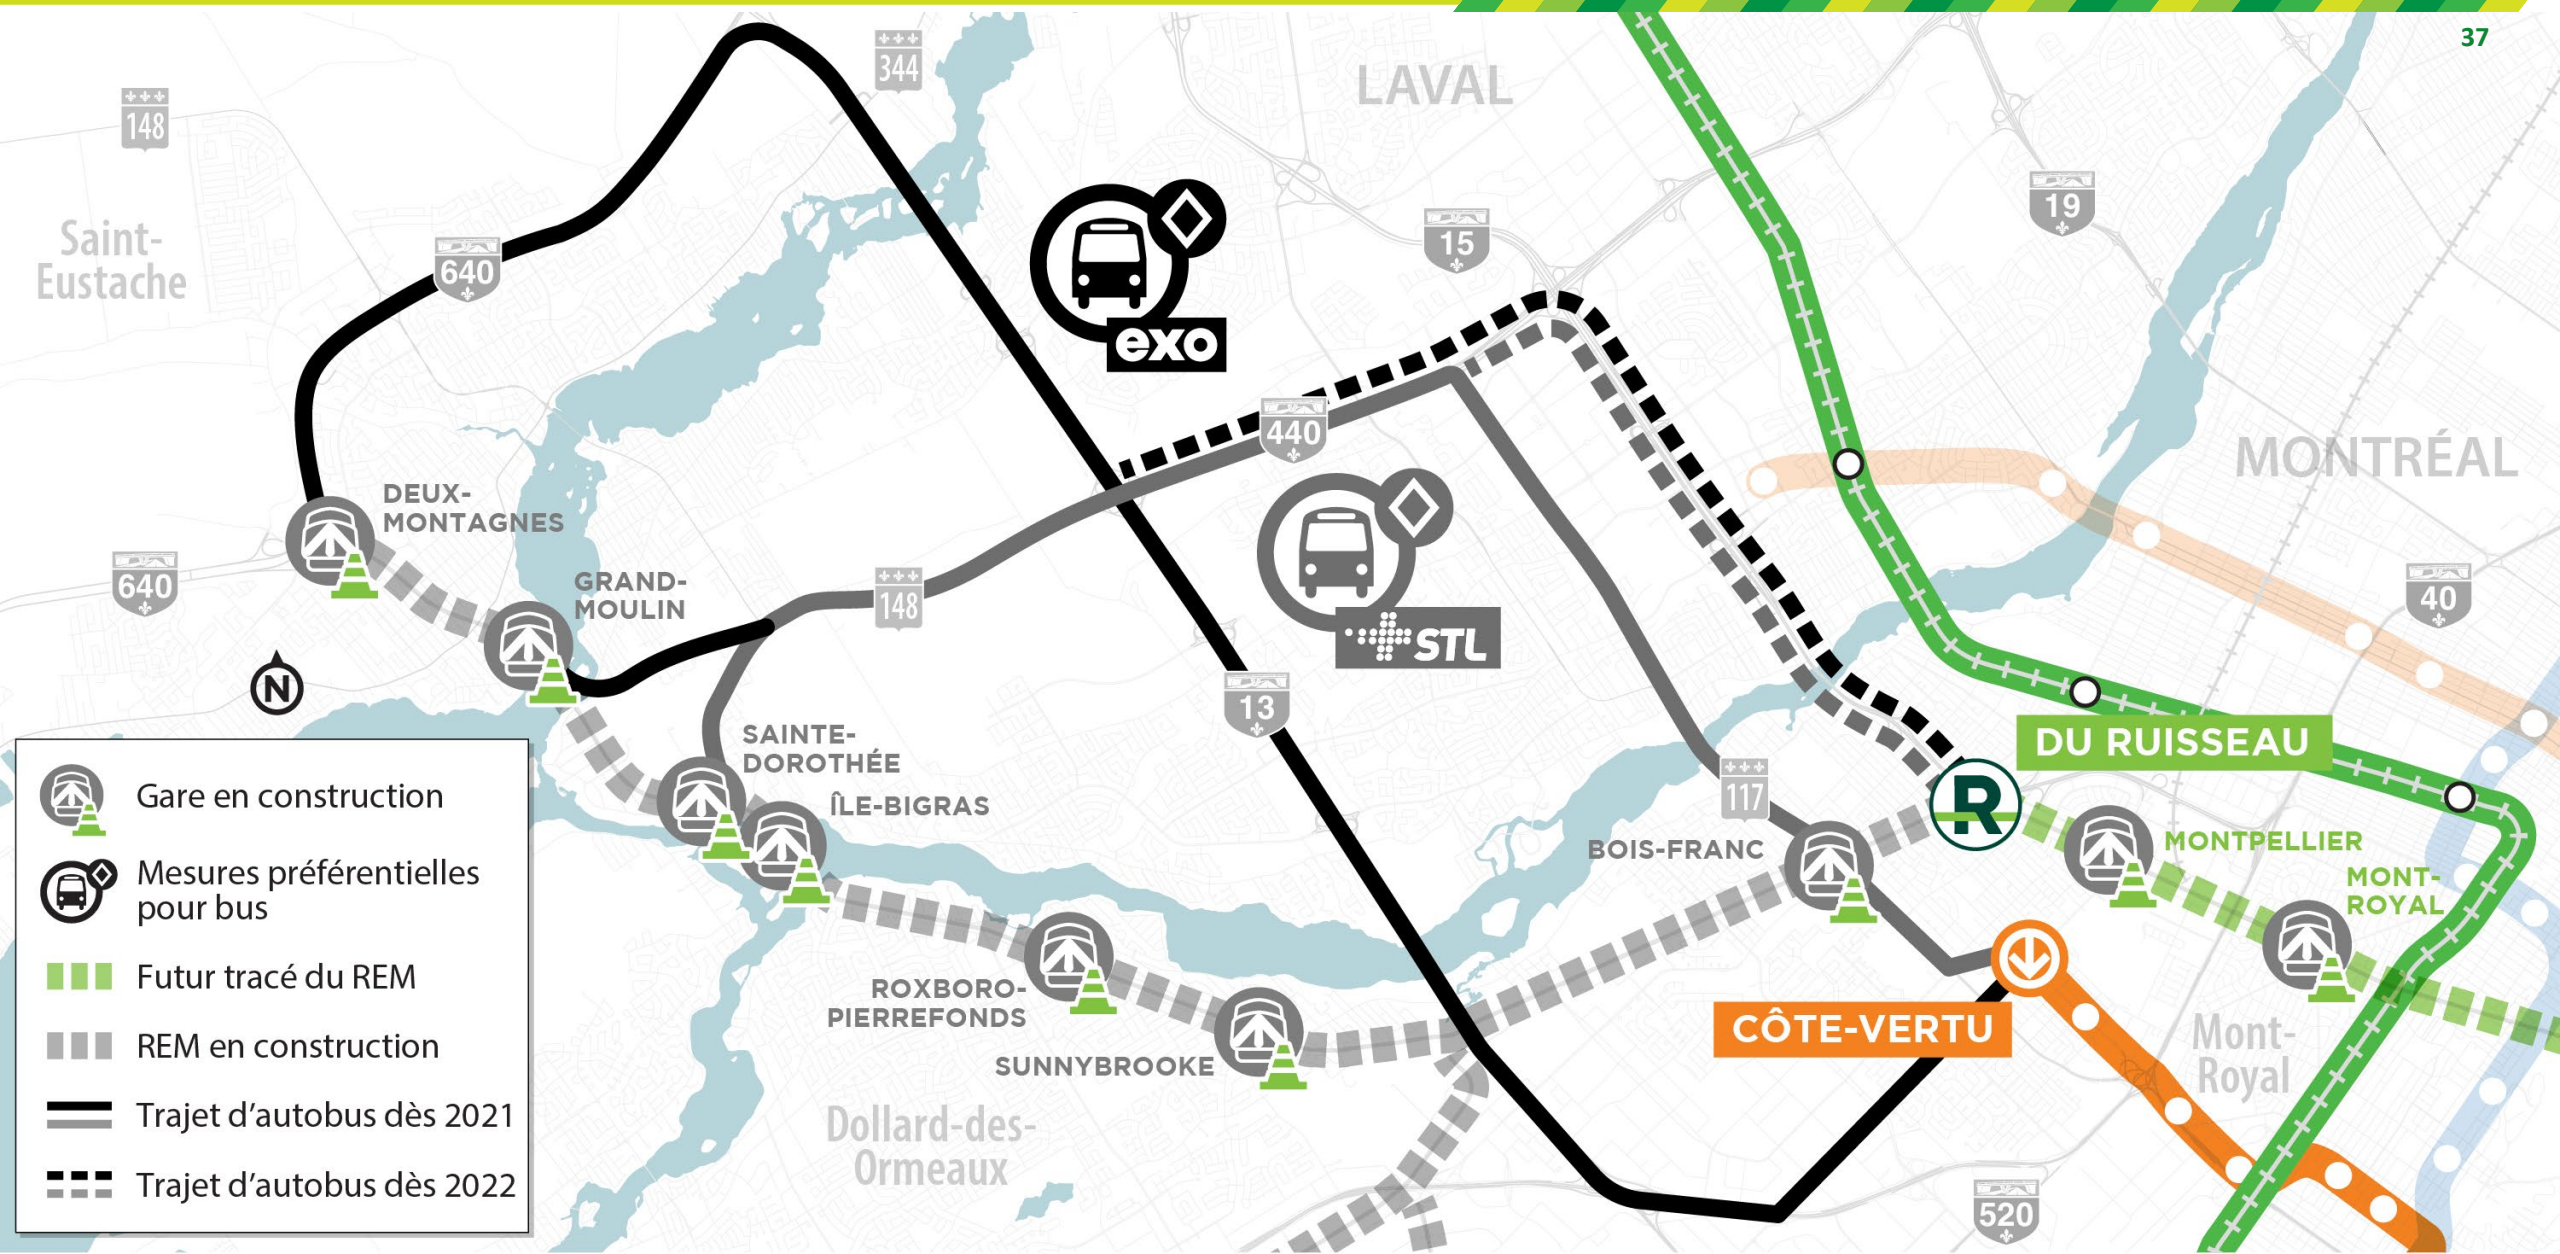 37
344
LAVAL
148
19
Saint-
Eustache
15
640
exo
440
MONTRÉAL
DEUX-
MONTAGNES
640
GRAND-
MOULIN
148
40
STL
N
13
SAINTE-
DOROTHÉE
DU RUISSEAU
R
ÎLE-BIGRAS
117
BOIS-FRANC
MONTPELLIER
MONT-
ROYAL
ROXBORO-
PIERREFONDS
CÔTE-VERTU
SUNNYBROOKE
Mont-
Royal
Dollard-des-
Ormeaux
520
Gare en construction
Mesures préférentielles
pour bus
Futur tracé du REM
REM en construction
Trajet d'autobus dès 2021
Trajet d'autobus dès 2022